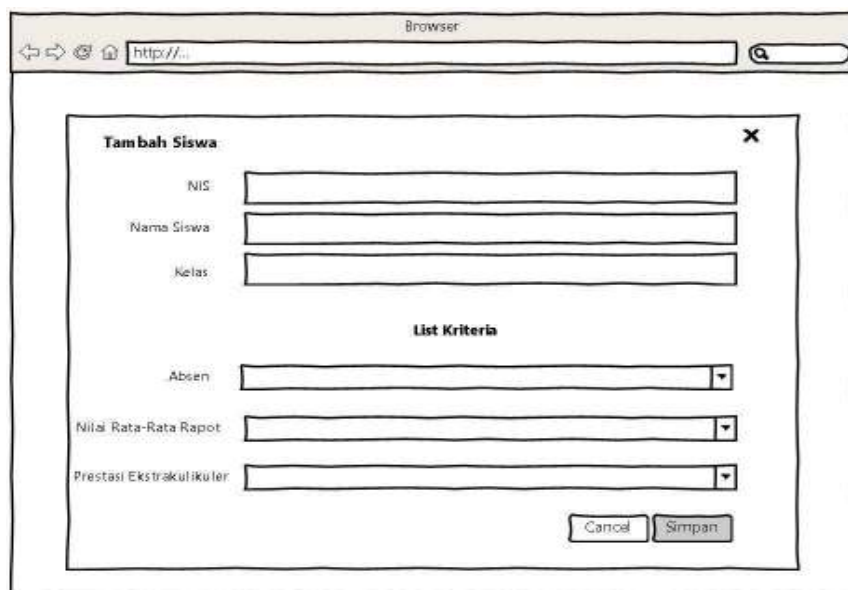 Browser
http://...
Tambah Siswa
NIS
Nama Siswa
Kelas
List Kriteria
Absen
Nilai Rata-Rata Rapot
Prestasi Ekstrakulikuler
Cancel Simpan